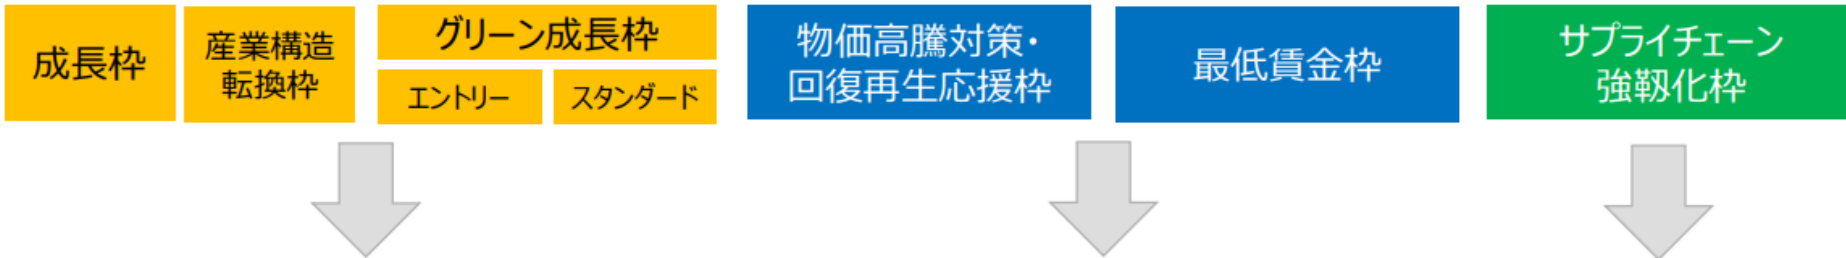 成長枠
産業構造
転換枠
グリーン成長枠
エントリー
スタンダード
物価高騰対策・
回復再生応援枠
最低賃金枠
サプライチェーン
強靱化枠